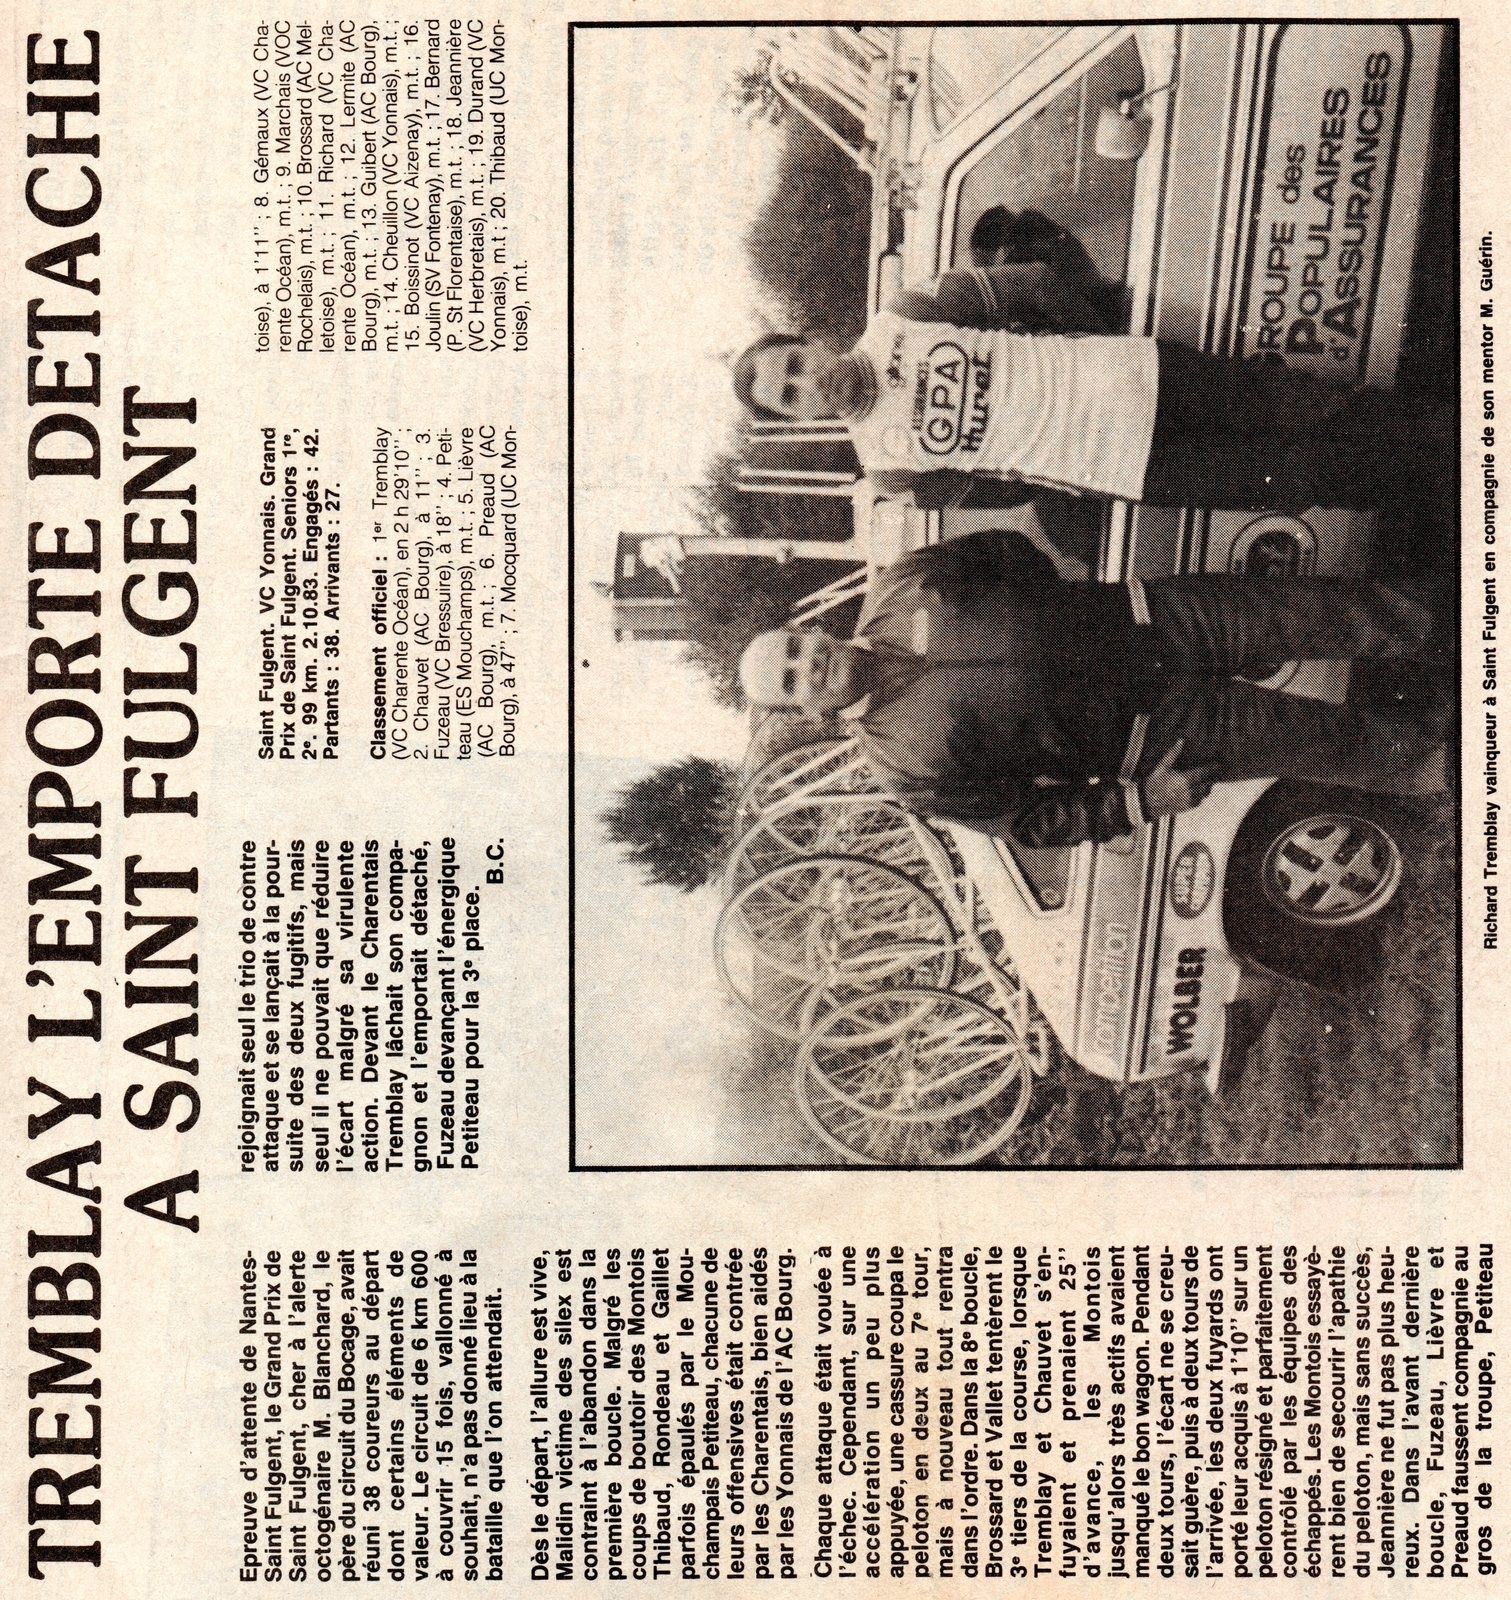 TREMBLAY L'EMPORTE DETACHE
A SAINT FULGENT
Epreuve d'attente de Nantes-
Saint Fulgent, le Grand Prix de
Saint Fulgent, cher à l'alerte
octogénaire M. Blanchard, le
père du circuit du Bocage, avait
réuni 38 coureurs au départ
dont certains éléments de
valeur. Le circuit de 6 km 600
à couvrir 15 fois, vallonné à
souhait, n'a pas donné lieu à la
bataille que l'on attendait.
Dès le départ, l'allure est vive,
Malidin victime des silex est
contraint à l'abandon dans la
première boucle. Malgré les
coups de boutoir des Montois
Thibaud, Rondeau et Gaillet
parfois épaulés par le Mou-
champais Petiteau, chacune de
leurs offensives était contrée
par les Charentais, bien aidés
par les Yonnais de l'AC Bourg.
Chaque attaque était vouée à
l'échec. Cependant, sur une
accélération un peu plus
appuyée, une cassure coupa le
peloton en deux au 7e tour,
mais à nouveau tout rentra
dans l'ordre. Dans la 8e boucle,
Brossard et Vallet tentèrent le
3e tiers de la course, lorsque
Tremblay et Chauvet s'en-
fuyaient et prenaient 25''
d'avance, les Montois
jusqu'alors très actifs avaient
manqué le bon wagon. Pendant
deux tours, l'écart ne se creu-
sait guère, puis à deux tours de
l'arrivée, les deux fuyards ont
porté leur acquis à 1'10'' sur un
peloton résigné et parfaitement
contrôlé par les équipes des
échappés. Les Montois essayè-
rent bien de secourir l'apathie
du peloton, mais sans succès,
Jeannière ne fut pas plus heu-
reux. Dans l'avant dernière
boucle, Fuzeau, Lièvre et
Preaud faussent compagnie au
gros de la troupe, Petiteau
rejoignait seul le trio de contre
attaque et se lançait à la pour-
suite des deux fugitifs, mais
seul il ne pouvait que réduire
l'écart malgré sa virulente
action. Devant le Charentais
Tremblay lâchait son compa-
gnon et l'emportait détaché,
Fuzeau devançant l'énergique
Petiteau pour la 3e place.
B.C.
Saint Fulgent. VC Yonnais. Grand
Prix de Saint Fulgent. Seniors 1re,
2e. 99 km. 2.10.83. Engagés : 42.
Partants : 38. Arrivants : 27.
Classement officiel : 1er Tremblay
(VC Charente Océan), en 2 h 29'10'' ;
2. Chauvet (AC Bourg), à 11'' ; 3.
Fuzeau (VC Bressuire), à 18'' ; 4. Peti-
teau (ES Mouchamps), m.t. ; 5. Lièvre
(AC Bourg), m.t. ; 6. Preaud (AC
Bourg), à 47'' ; 7. Mocquard (UC Mon-
toise), à 1'11'' ; 8. Gémaux (VC Cha-
rente Océan), m.t. ; 9. Marchais (VOC
Rochelais), m.t. ; 10. Brossard (AC Mel-
letoise), m.t. ; 11. Richard (VC Cha-
rente Océan), m.t. ; 12. Lermite (AC
Bourg), m.t. ; 13. Guibert (AC Bourg),
m.t. ; 14. Cheuillon (VC Yonnais), m.t. ;
15. Boissinot (VC Aizenay), m.t. ; 16.
Joulin (SV Fontenay), m.t. ; 17. Bernard
(P. St Florentaise), m.t. ; 18. Jeannière
(VC Herbretais), m.t. ; 19. Durand (VC
Yonnais), m.t ; 20. Thibaud (UC Mon-
toise), m.t.
GPA
Huret
GROUPE des
POPULAIRES
d'ASSURANCES
WOLBER
SUPER
Richard Tremblay vainqueur à Saint Fulgent en compagnie de son mentor M. Guérin.